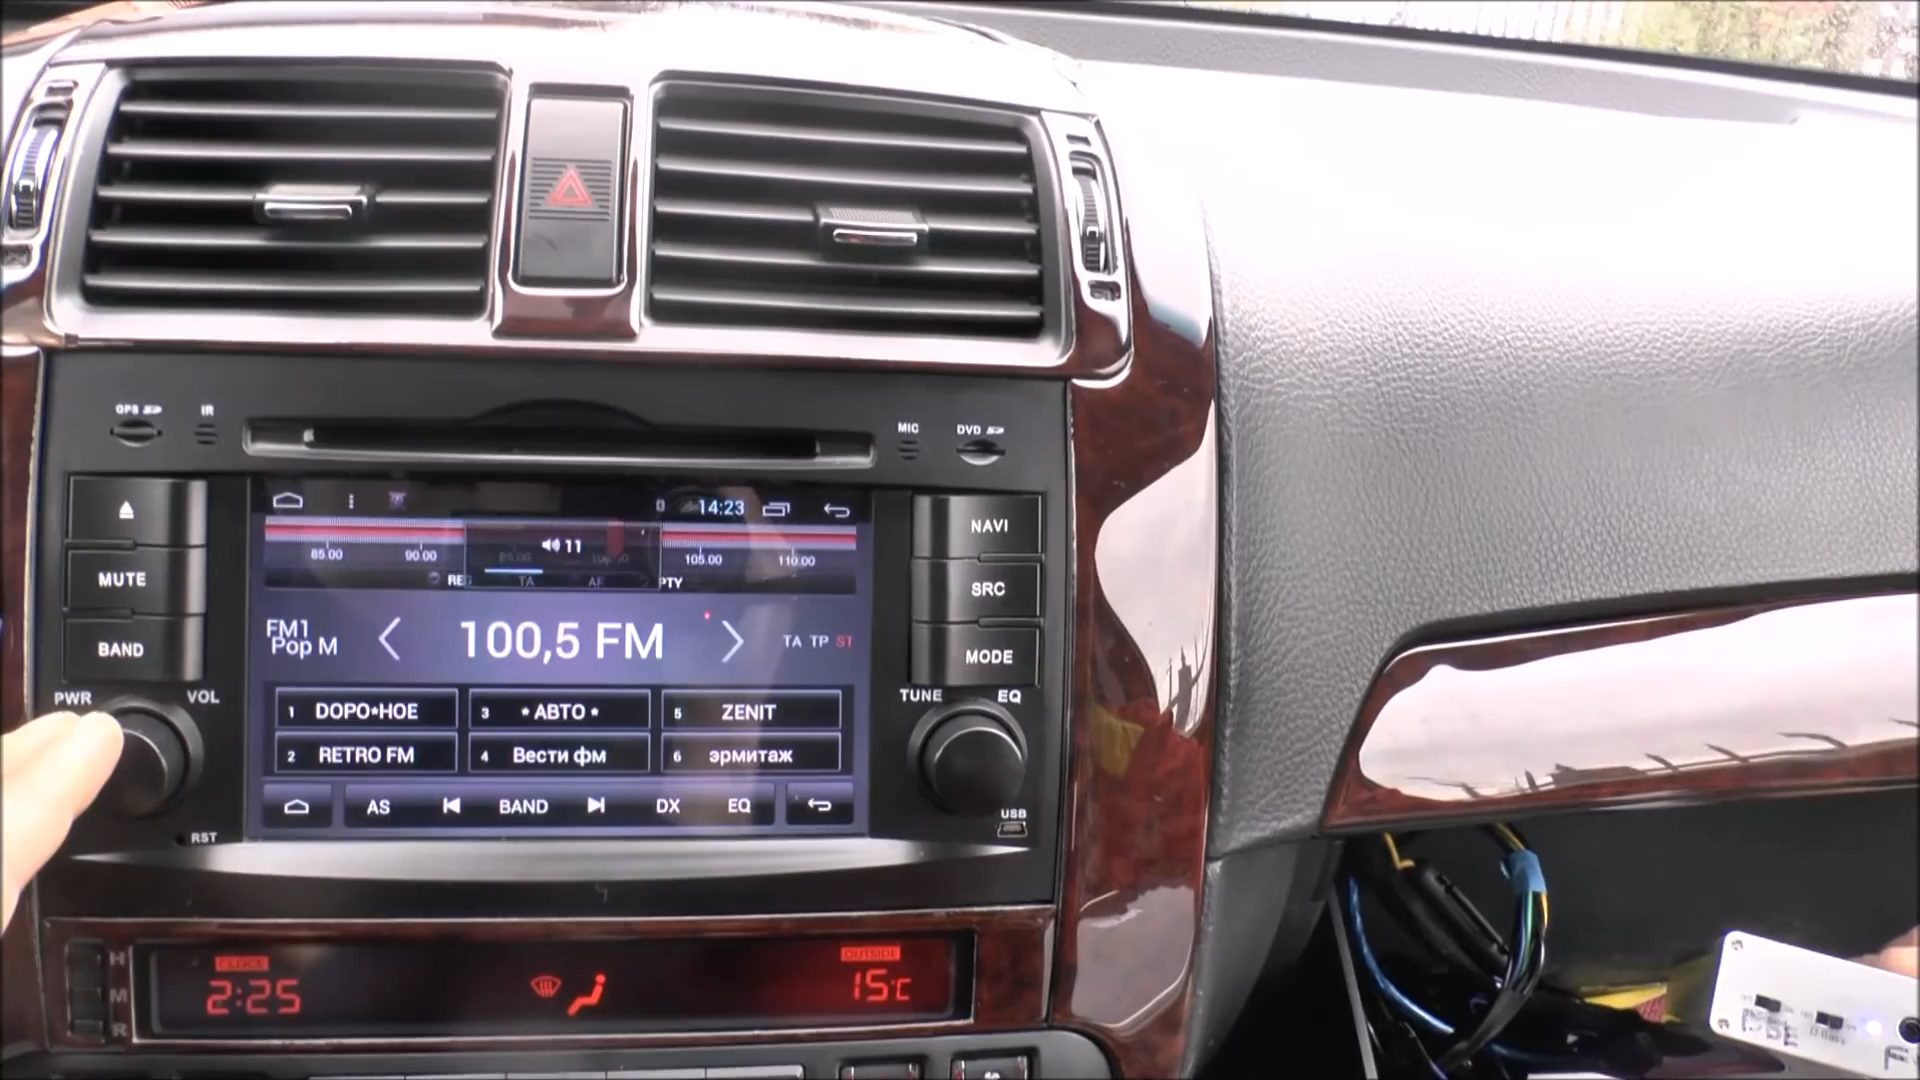 GPS
IR
MIC
DVD
14:23
NAVI
11
85.00 90.00 105.00 110.00
MUTE
TA AF PTY
SRC
FM1
Pop M
100,5 FM
TA TP ST
BAND
MODE
PWR
VOL
TUNE
EQ
1 DOPO*HOE
3 * ABTO *
5 ZENIT
2 RETRO FM
4 Вести фм
6 эрмитаж
AS BAND DX EQ
RST
USB
H
M
R
CLOCK
2:25
OUTSIDE
15°C